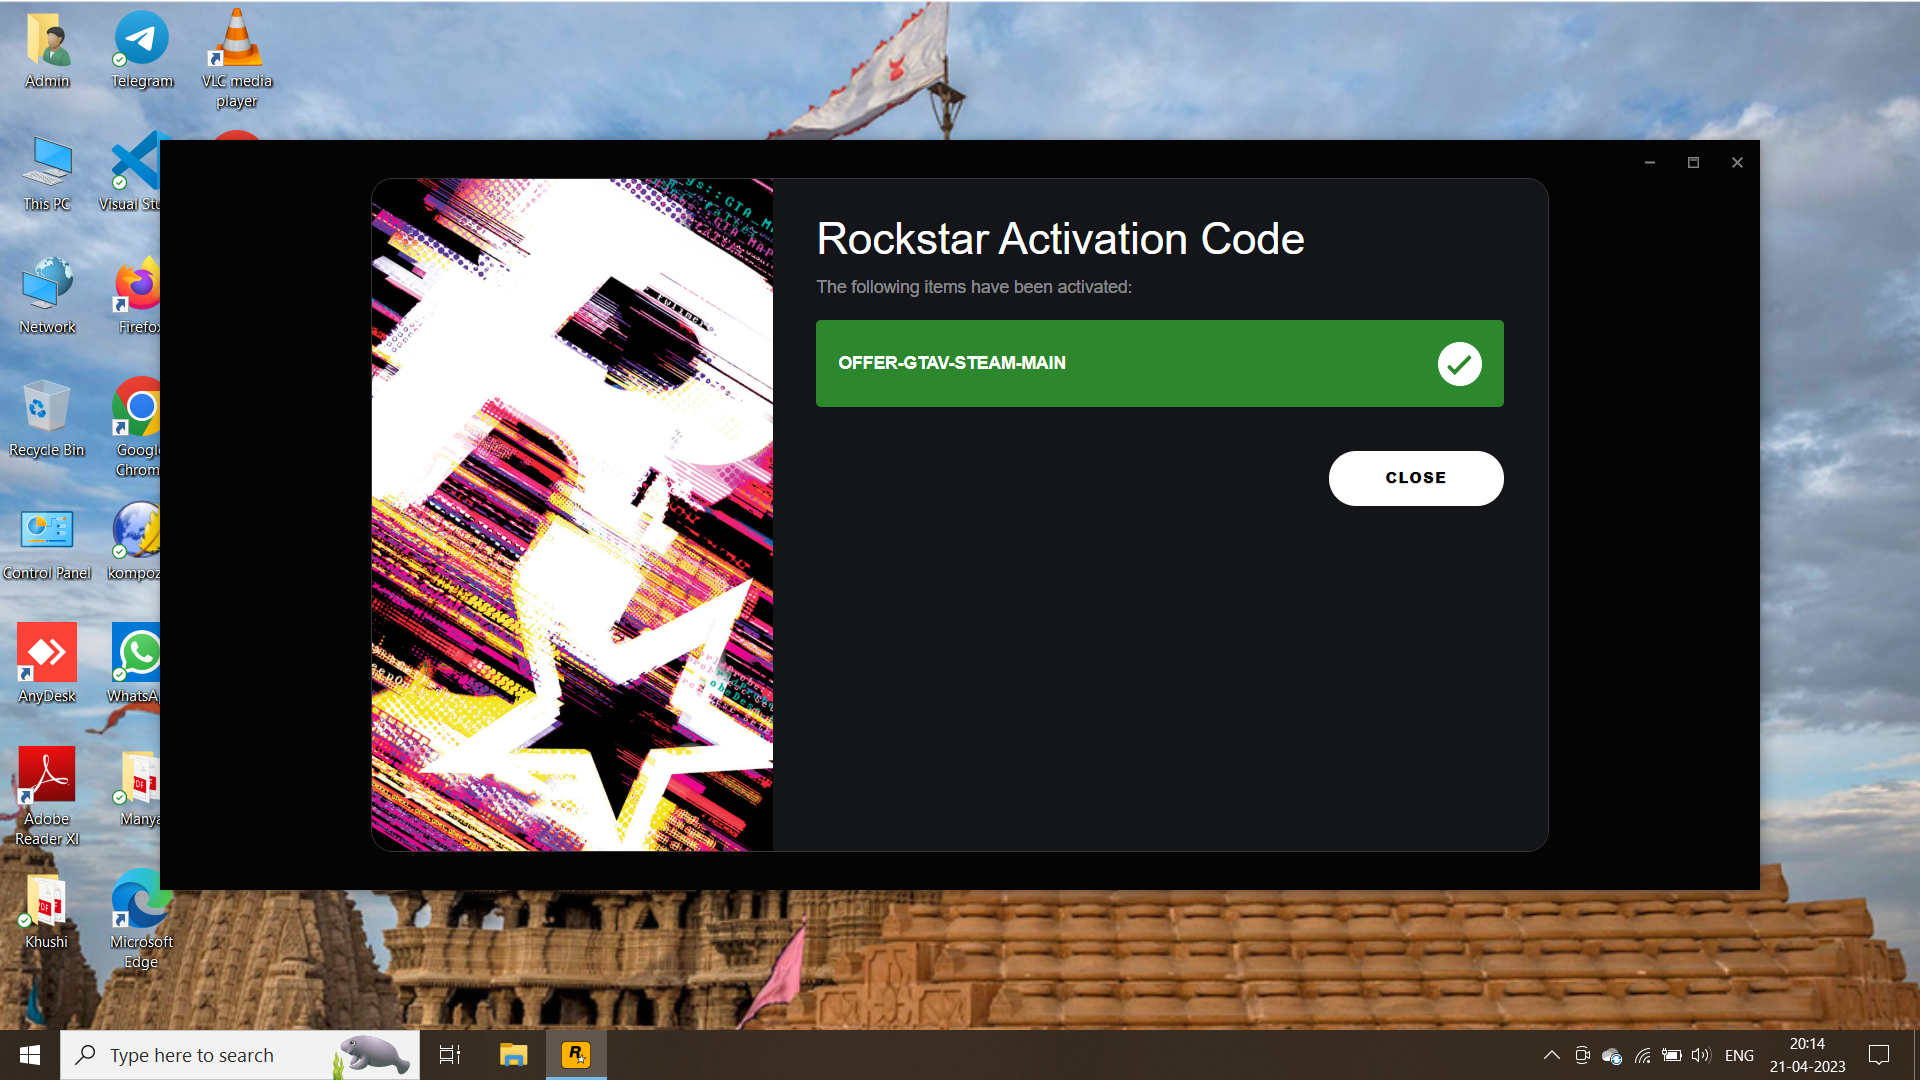 Admin
Telegram
VLC media
player
This PC
Visual Stu
Network
Firefox
Recycle Bin
Google
Chrom
Control Panel
kompoz
AnyDesk
WhatsAp
Adobe
Reader XI
Manya
Khushi
Microsoft
Edge
Rockstar Activation Code
The following items have been activated:
OFFER-GTAV-STEAM-MAIN
CLOSE
Type here to search
ENG
20:14
21-04-2023